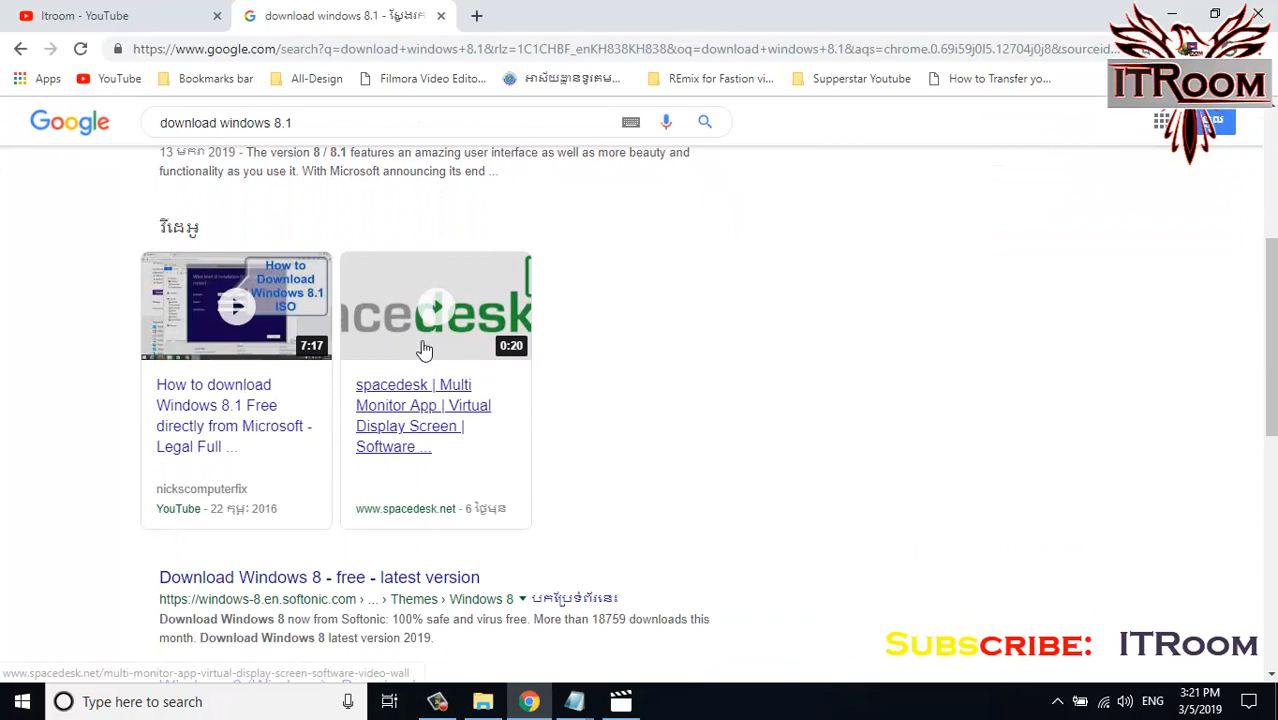 Itroom - YouTube
download windows 8.1 - ស្វែងរក
https://www.google.com/search?q=download+windows+8.1&rlz=1C1CHBF_enKH838KH838&oq=download+windows+8.1&aqs=chrome.0.69i59j0l5.12704j0j8&sourceid...
Apps
YouTube
Bookmarks bar
All-Design
Filmora Video Edito...
REmix for fastion vi...
Supperstar Youtube
How to Transfer yo...
ITROOM
Google
download windows 8.1
13 មករា 2019 - The version 8 / 8.1 features an amazing user interface as well as more beauty and
functionality as you use it. With Microsoft announcing its end ...
វីដេអូ
How to
Download
Windows 8.1
ISO
7:17
acedesk
0:20
How to download
Windows 8.1 Free
directly from Microsoft -
Legal Full ...
nickscomputerfix
YouTube - 22 កុម្ភៈ 2016
spacedesk | Multi
Monitor App | Virtual
Display Screen |
Software ...
www.spacedesk.net - 6 ថ្ងៃមុន
Download Windows 8 - free - latest version
https://windows-8.en.softonic.com › ... › Themes › Windows 8 ▼ បកប្រែទំព័រនេះ
Download Windows 8 now from Softonic: 100% safe and virus free. More than 18759 downloads this
month. Download Windows 8 latest version 2019.
SUBSCRIBE: ITROOM
www.spacedesk.net/multi-monitor-app-virtual-display-screen-software-video-wall
Type here to search
ENG
3:21 PM
3/5/2019